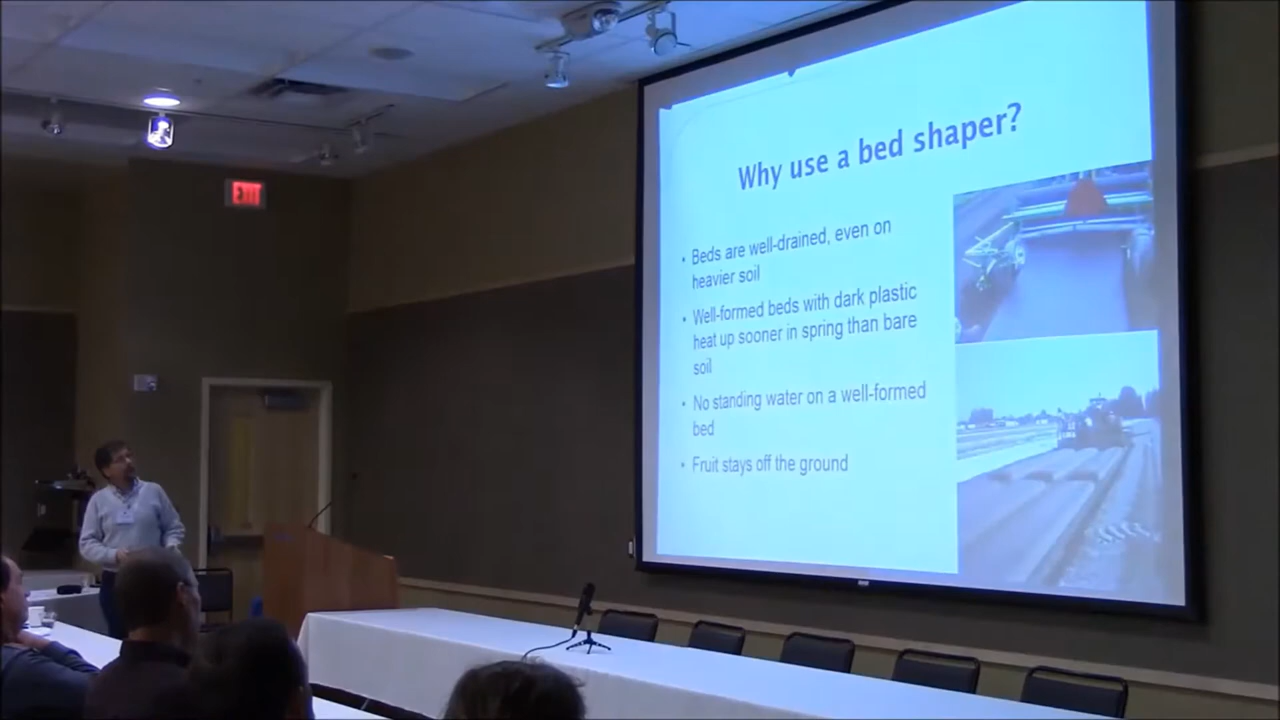 EXIT
Why use a bed shaper?
• Beds are well-drained, even on
heavier soil
• Well-formed beds with dark plastic
heat up sooner in spring than bare
soil
• No standing water on a well-formed
bed
• Fruit stays off the ground